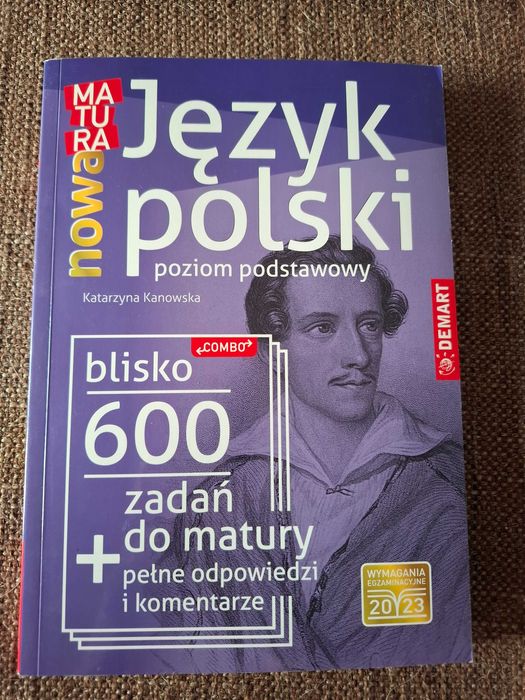 MA
TU
RA
nowa
Język
polski
poziom podstawowy
Katarzyna Kanowska
DEMART
COMBO
blisko
600
zadań
+ do matury
pełne odpowiedzi
i komentarze
WYMAGANIA
EGZAMINACYJNE
20 23